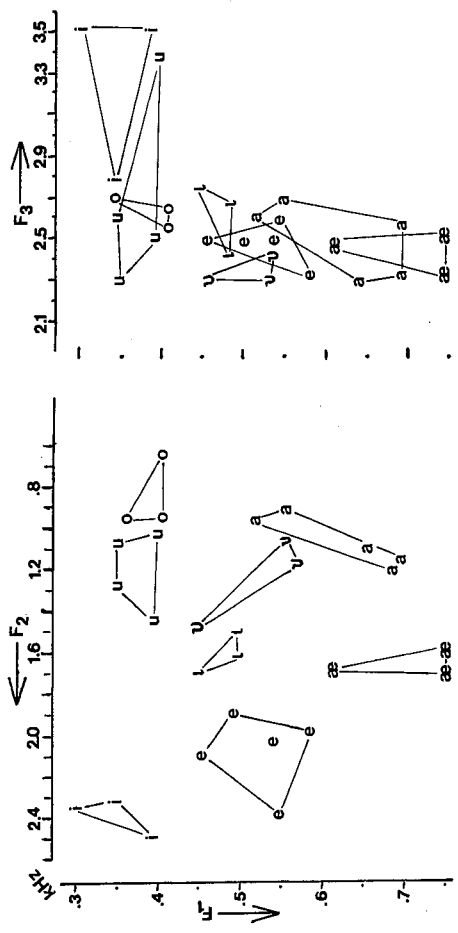 F₃
3.5 3.3 2.9 2.5 2.1
i i
u
i ɩ
o o ɩ a
u o a e a
u e e e æ æ
ɩ ʋ
u ʋ ʋ e a a æ æ
F₂
.8 1.2 1.6 2.0 2.4 kHz
o
a
o o a
u u ʋ a
u ʋ a a
u ʋ
ɩ æ
ɩ ɩ æ æ
e
e e e
i i e
i
F₁
.3 .4 .5 .6 .7